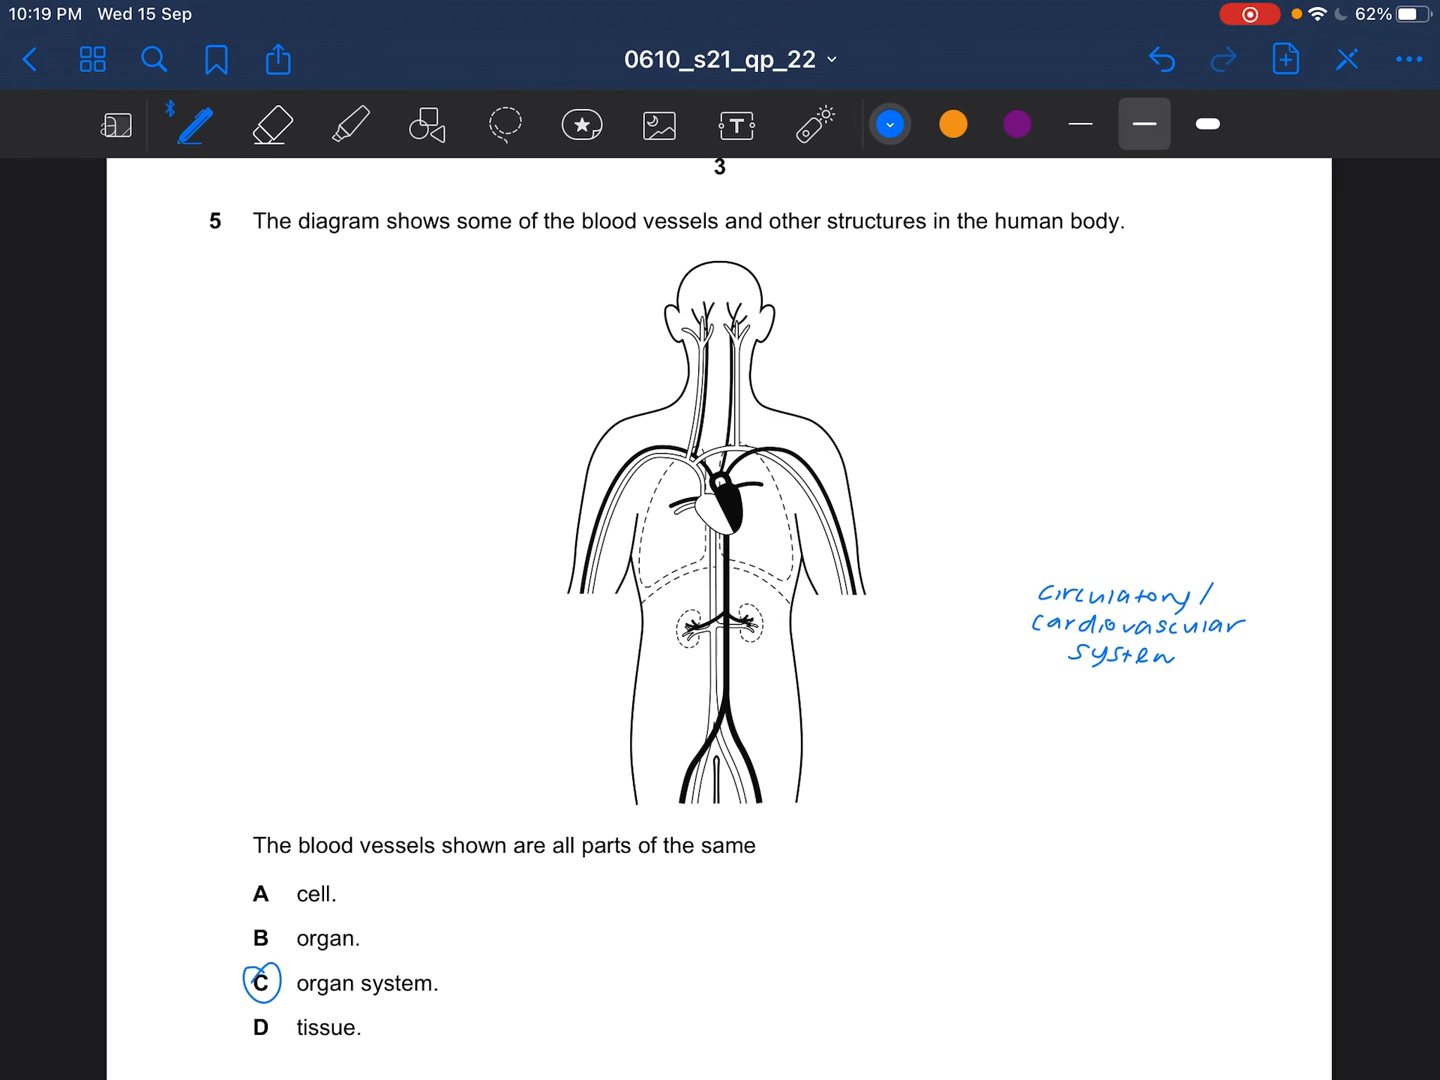 10:19 PM Wed 15 Sep
62%
0610_s21_qp_22
T
3
5 The diagram shows some of the blood vessels and other structures in the human body.
circulatory /
cardiovascular
system
The blood vessels shown are all parts of the same
A cell.
B organ.
C organ system.
D tissue.